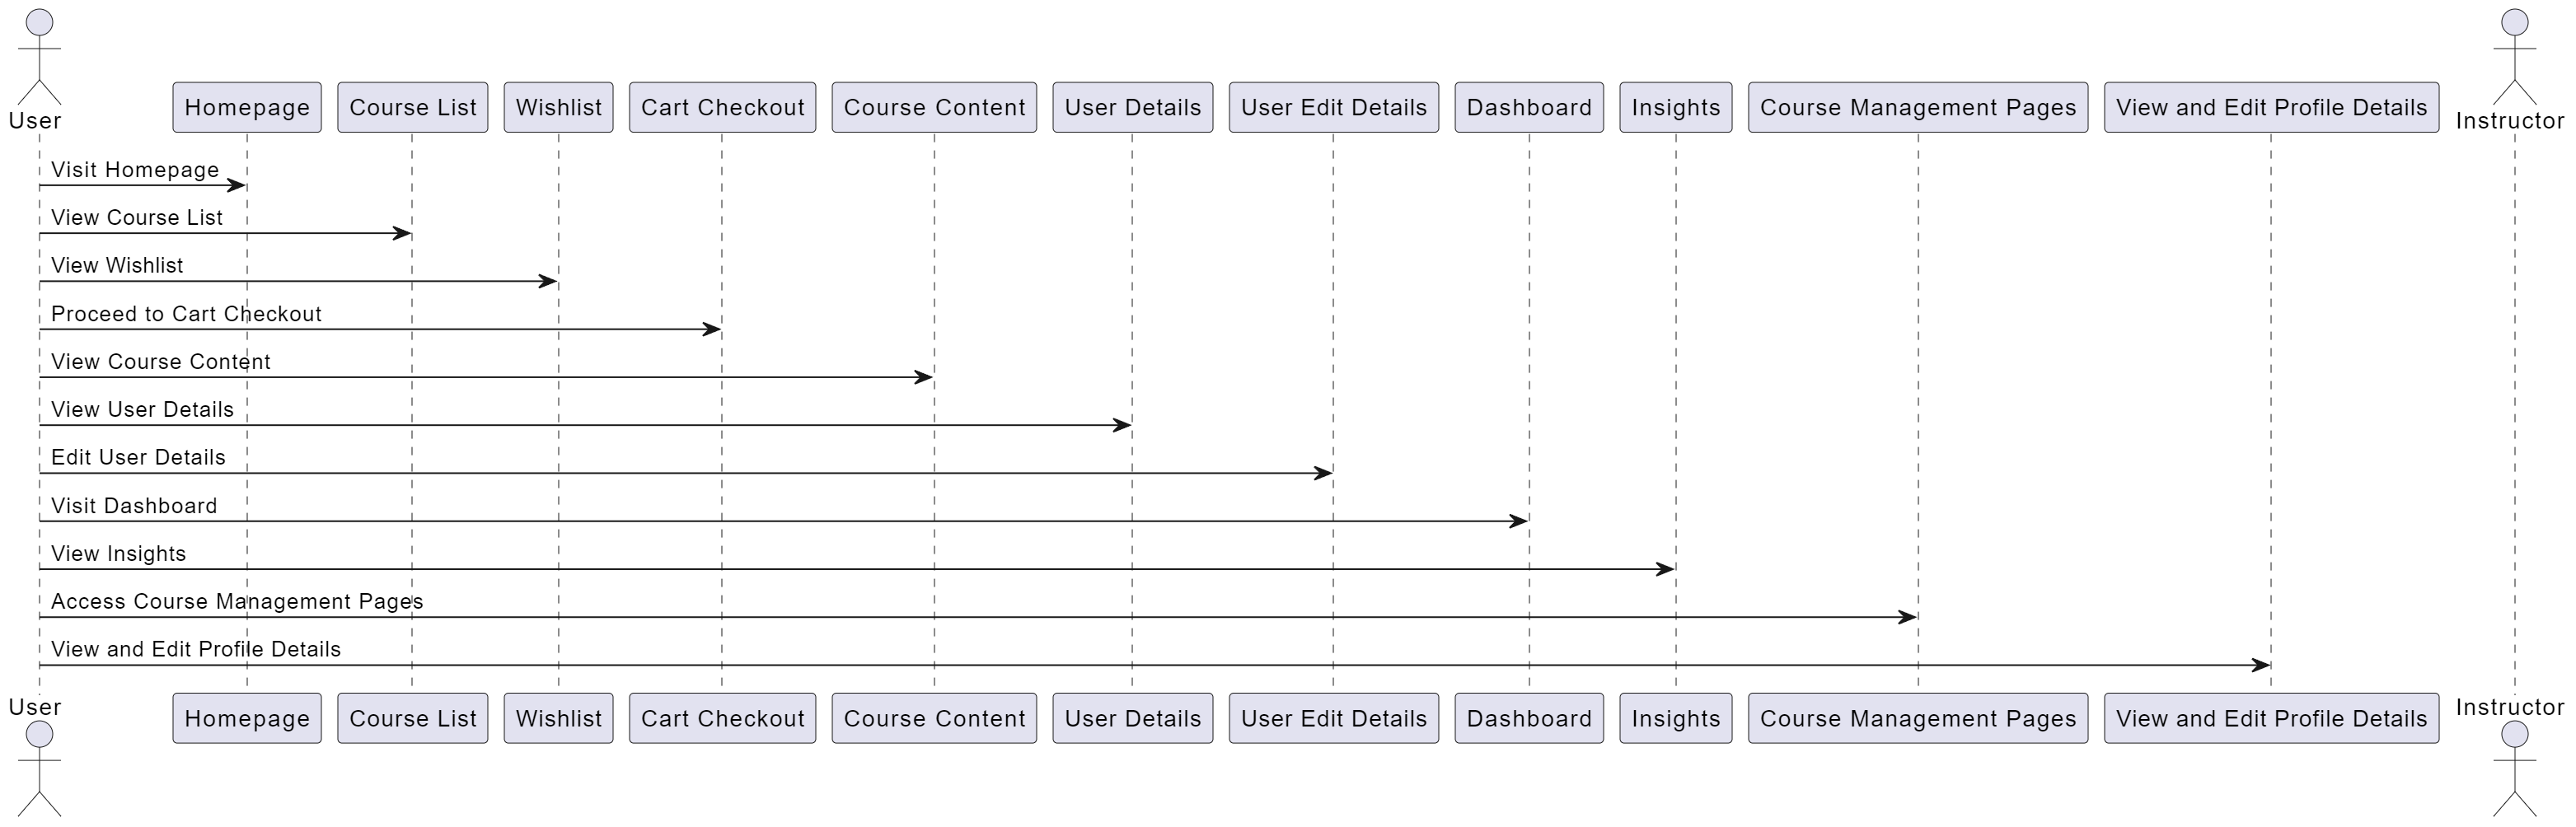 User
Homepage
Course List
Wishlist
Cart Checkout
Course Content
User Details
User Edit Details
Dashboard
Insights
Course Management Pages
View and Edit Profile Details
Instructor
Visit Homepage
View Course List
View Wishlist
Proceed to Cart Checkout
View Course Content
View User Details
Edit User Details
Visit Dashboard
View Insights
Access Course Management Pages
View and Edit Profile Details
User
Homepage
Course List
Wishlist
Cart Checkout
Course Content
User Details
User Edit Details
Dashboard
Insights
Course Management Pages
View and Edit Profile Details
Instructor